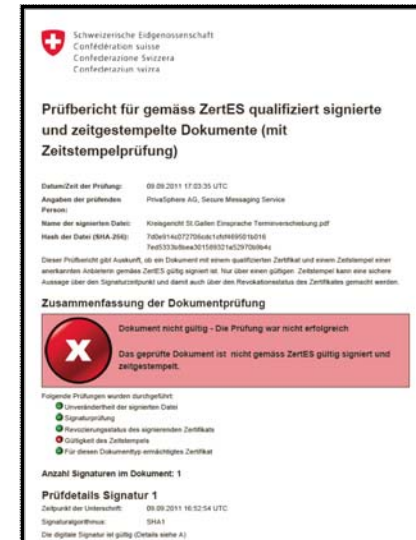 Schweizerische Eidgenossenschaft
Confédération suisse
Confederazione Svizzera
Confederaziun svizra
Prüfbericht für gemäss ZertES qualifiziert signierte
und zeitgestempelte Dokumente (mit
Zeitstempelprüfung)
Datum/Zeit der Prüfung: 09.09.2011 17:03:35 UTC
Angaben der prüfenden PrivaSphere AG, Secure Messaging Service
Person:
Name der signierten Datei: Kreisgericht St.Gallen Einsprache Terminverschiebung.pdf
Hash der Datei (SHA-256):
Dieser Prüfbericht gibt Auskunft, ob ein Dokument mit einem qualifizierten Zertifikat und einem Zeitstempel einer
anerkannten Anbieterin gemäss ZertES gültig signiert ist. Nur über einen gültigen Zeitstempel kann eine sichere
Aussage über den Signaturzeitpunkt und damit auch über den Revokationsstatus des Zertifikates gemacht werden.
Zusammenfassung der Dokumentprüfung
Dokument nicht gültig - Die Prüfung war nicht erfolgreich
Das geprüfte Dokument ist nicht gemäss ZertES gültig signiert und
zeitgestempelt.
Folgende Prüfungen wurden durchgeführt:
Unverändertheit der signierten Datei
Signaturprüfung
Revozierungsstatus des signierenden Zertifikats
Gültigkeit des Zeitstempels
Für diesen Dokumenttyp ermächtigtes Zertifikat
Anzahl Signaturen im Dokument: 1
Prüfdetails Signatur 1
Zeitpunkt der Unterschrift: 09.09.2011 16:52:54 UTC
Signaturalgorithmus: SHA1
Die digitale Signatur ist gültig (Details siehe A)